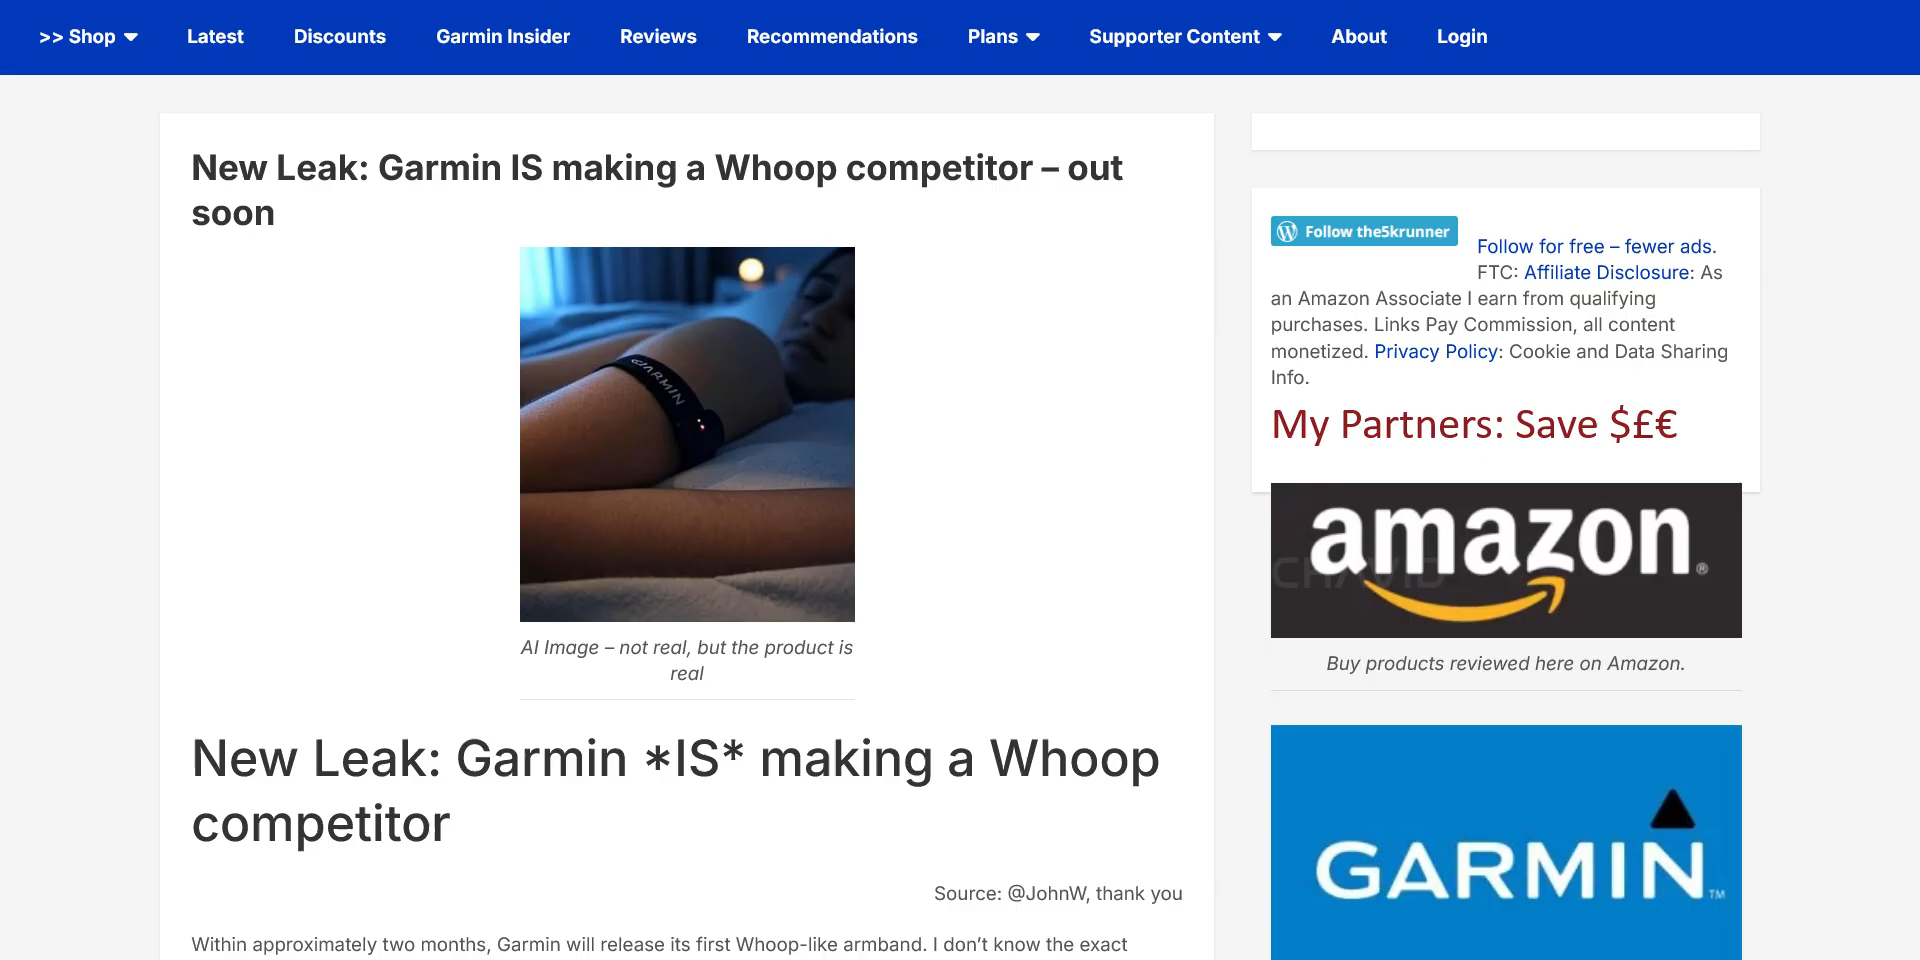 >> Shop
Latest
Discounts
Garmin Insider
Reviews
Recommendations
Plans
Supporter Content
About
Login
New Leak: Garmin IS making a Whoop competitor – out
soon
GARMIN
AI Image – not real, but the product is
real
New Leak: Garmin *IS* making a Whoop
competitor
Source: @JohnW, thank you
Within approximately two months, Garmin will release its first Whoop-like armband. I don’t know the exact
Follow the5krunner
Follow for free – fewer ads.
FTC: Affiliate Disclosure: As
an Amazon Associate I earn from qualifying
purchases. Links Pay Commission, all content
monetized. Privacy Policy: Cookie and Data Sharing
Info.
My Partners: Save $£€
amazon®
Buy products reviewed here on Amazon.
GARMIN™